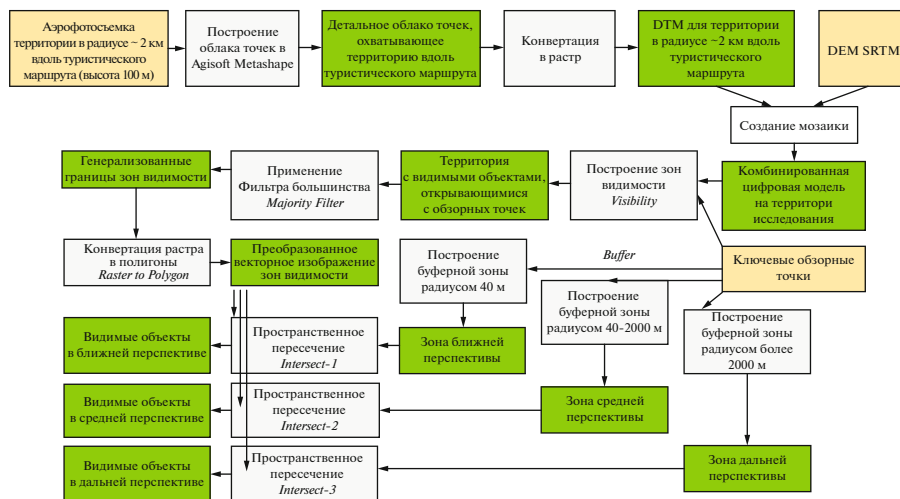 Аэрофотосъемка
территории в радиусе ~ 2 км
вдоль туристического
маршрута (высота 100 м)
Построение
облака точек в
Agisoft Metashape
Детальное облако точек,
охватывающее
территорию вдоль
туристического маршрута
Конвертация
в растр
DTM для территории
в радиусе ~2 км вдоль
туристического
маршрута
DEM SRTM
Создание мозаики
Генерализованные
границы зон видимости
Применение
Фильтра большинства
Majority Filter
Территория
с видимыми объектами,
открывающимися
с обзорных точек
Построение зон
видимости
Visibility
Комбинированная
цифровая модель
на территори
исследования
Конвертация растра
в полигоны
Raster to Polygon
Преобразованное
векторное изображение
зон видимости
Построение
буферной зоны
радиусом 40 м
Buffer
Ключевые обзорные
точки
Построение
буферной зоны
радиусом 40-2000 м
Построение
буферной зоны
радиусом более
2000 м
Видимые объекты
в ближней перспективе
Пространственное
пересечение
Intersect-1
Зона ближней
перспективы
Видимые объекты
в средней перспективе
Пространственное
пересечение
Intersect-2
Зона средней
перспективы
Видимые объекты
в дальней перспективе
Пространственное
пересечение
Intersect-3
Зона дальней
перспективы